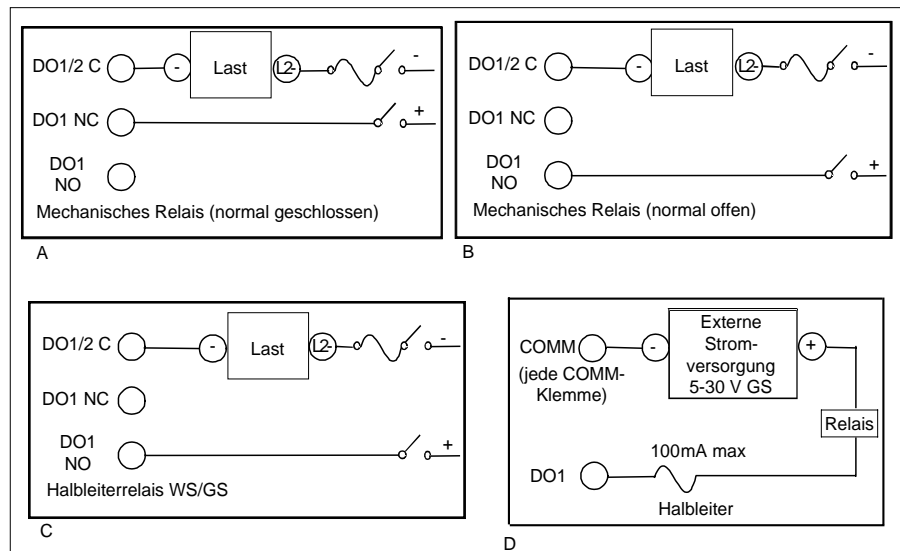 DO1/2 C - Last L2- -
DO1 NC +
DO1
NO
Mechanisches Relais (normal geschlossen)
A
DO1/2 C - Last L2- -
DO1 NC
DO1
NO +
Mechanisches Relais (normal offen)
B
DO1/2 C - Last L2- -
DO1 NC
DO1
NO +
Halbleiterrelais WS/GS
C
COMM
(jede COMM-
Klemme)
-
Externe
Strom-
versorgung
5-30 V GS
+
Relais
100mA max
DO1
Halbleiter
D